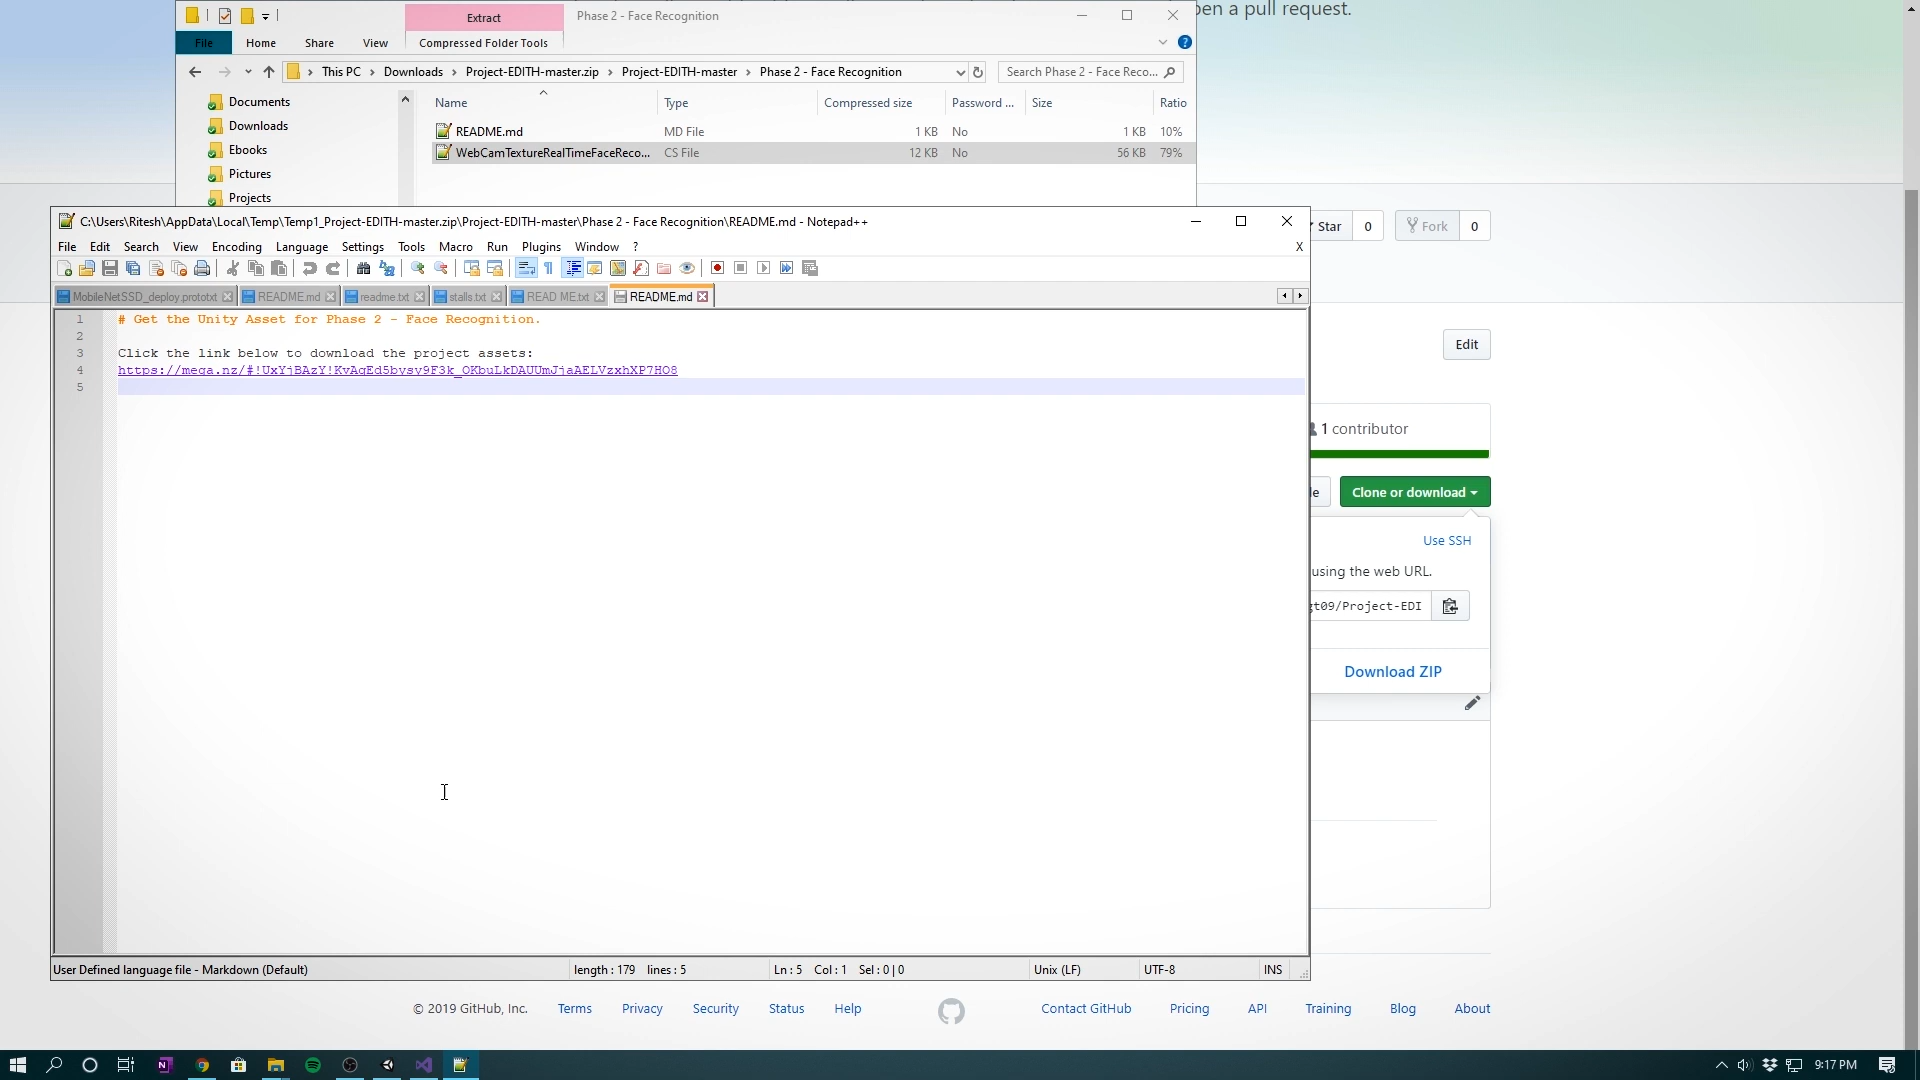 Extract
Phase 2 - Face Recognition
pen a pull request.
File Home Share View Compressed Folder Tools
This PC > Downloads > Project-EDITH-master.zip > Project-EDITH-master > Phase 2 - Face Recognition
Search Phase 2 - Face Reco...
Documents
Downloads
Ebooks
Pictures
Projects
Name Type Compressed size Password ... Size Ratio
README.md MD File 1 KB No 1 KB 10%
WebCamTextureRealTimeFaceReco... CS File 12 KB No 56 KB 79%
C:\Users\Ritesh\AppData\Local\Temp\Temp1_Project-EDITH-master.zip\Project-EDITH-master\Phase 2 - Face Recognition\README.md - Notepad++
File Edit Search View Encoding Language Settings Tools Macro Run Plugins Window ? X
MobileNetSSD_deploy.prototxt README.md readme.txt stalls.txt READ ME.txt README.md
1 # Get the Unity Asset for Phase 2 - Face Recognition.
2
3 Click the link below to download the project assets:
4
5
User Defined language file - Markdown (Default) length : 179 lines : 5 Ln : 5 Col : 1 Sel : 0 | 0 Unix (LF) UTF-8 INS
Star 0 Fork 0
Edit
1 contributor
le
Clone or download
Use SSH
using the web URL.
gt09/Project-EDI
Download ZIP
© 2019 GitHub, Inc. Terms Privacy Security Status Help Contact GitHub Pricing API Training Blog About
9:17 PM